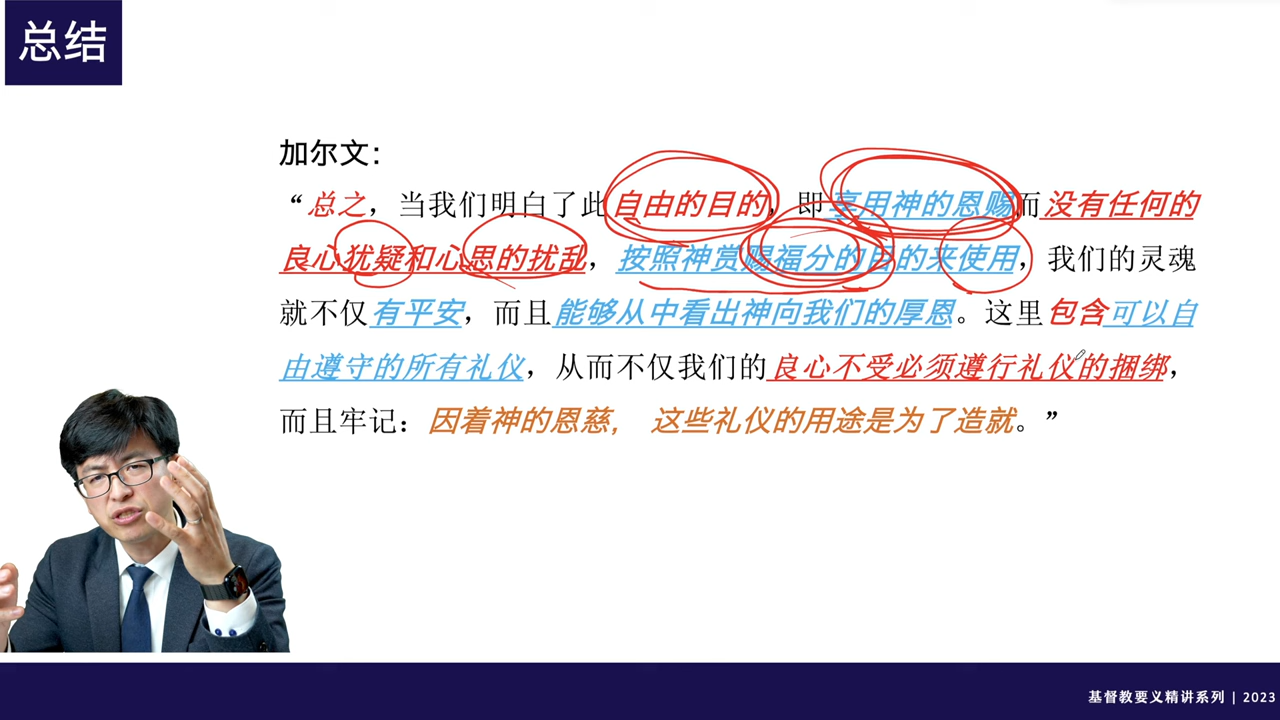 总结
加尔文：
“总之，当我们明白了此自由的目的，即享用神的恩赐而没有任何的
良心犹疑和心思的扰乱，按照神赏赐福分的目的来使用，我们的灵魂
就不仅有平安，而且能够从中看出神向我们的厚恩。这里包含可以自
由遵守的所有礼仪，从而不仅我们的良心不受必须遵行礼仪的捆绑，
而且牢记：因着神的恩慈， 这些礼仪的用途是为了造就。”
基督教要义精讲系列 | 2023